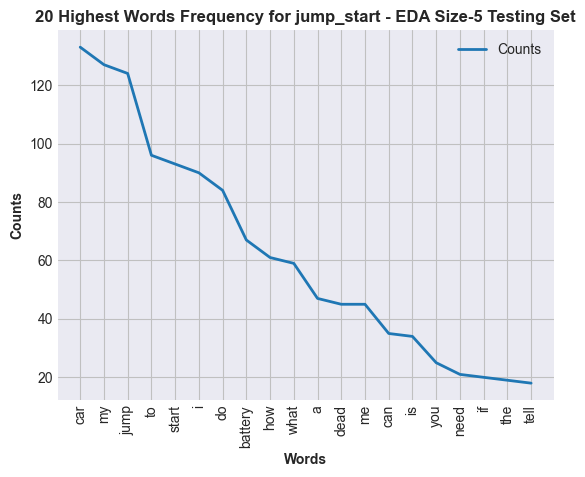 20 Highest Words Frequency for jump_start - EDA Size-5 Testing Set
Counts
120
100
80
60
40
20
Counts
car
my
jump
to
start
i
do
battery
how
what
a
dead
me
can
is
you
need
if
the
tell
Words